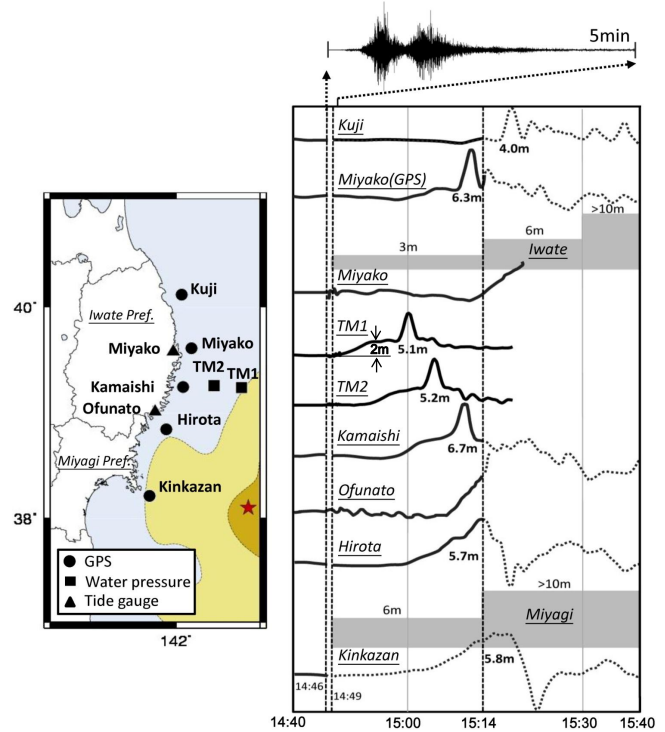 5min
Kuji
4.0m
Miyako(GPS)
6.3m
>10m
6m
3m
Iwate
Miyako
TM1
2m
5.1m
TM2
5.2m
Kamaishi
6.7m
Ofunato
Hirota
5.7m
>10m
6m
Miyagi
Kinkazan
5.8m
14:46
14:49
14:40
15:00
15:14
15:30
15:40
40°
38°
142°
Kuji
Iwate Pref.
Miyako
Miyako
TM2
TM1
Kamaishi
Ofunato
Hirota
Miyagi Pref.
Kinkazan
GPS
Water pressure
Tide gauge